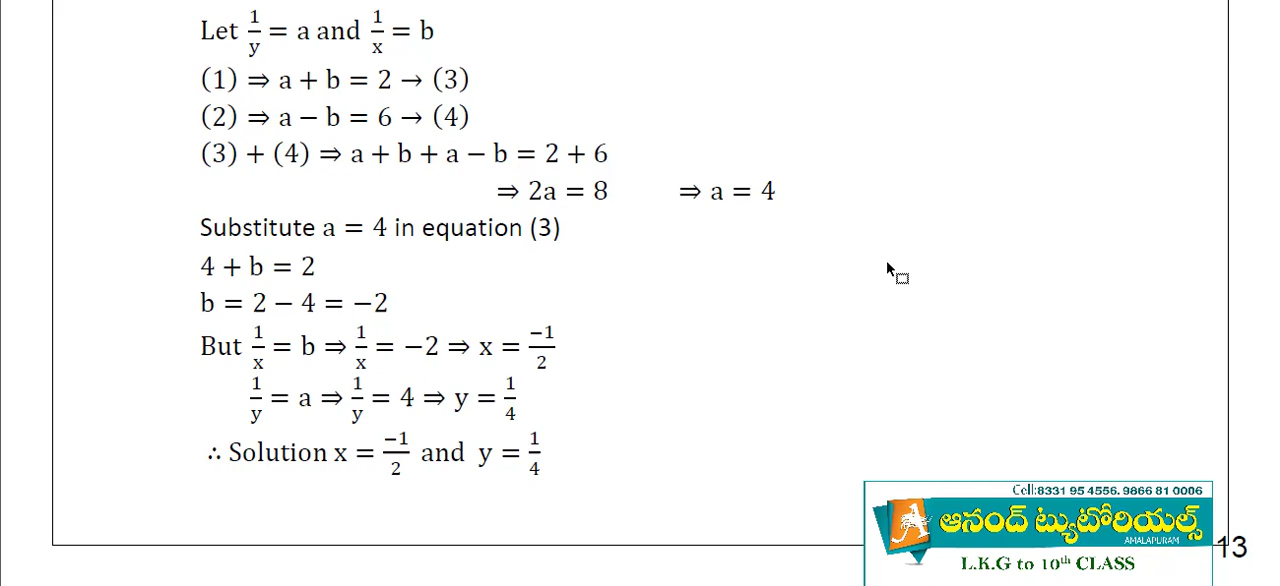 Let 1/y = a and 1/x = b
(1) ⇒ a + b = 2 → (3)
(2) ⇒ a − b = 6 → (4)
(3) + (4) ⇒ a + b + a − b = 2 + 6
⇒ 2a = 8 ⇒ a = 4
Substitute a = 4 in equation (3)
4 + b = 2
b = 2 − 4 = −2
But 1/x = b ⇒ 1/x = −2 ⇒ x = −1/2
1/y = a ⇒ 1/y = 4 ⇒ y = 1/4
∴ Solution x = −1/2 and y = 1/4
Cell:8331 95 4556. 9866 81 0006
ఆనంద్ ట్యుటోరియల్స్
AMALAPURAM
L.K.G to 10th CLASS
13